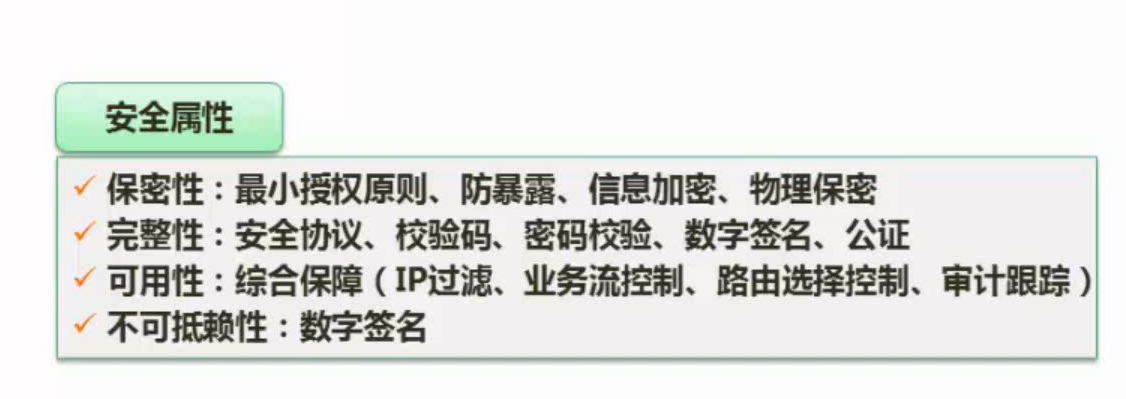 安全属性
✓ 保密性：最小授权原则、防暴露、信息加密、物理保密
✓ 完整性：安全协议、校验码、密码校验、数字签名、公证
✓ 可用性：综合保障（IP过滤、业务流控制、路由选择控制、审计跟踪）
✓ 不可抵赖性：数字签名